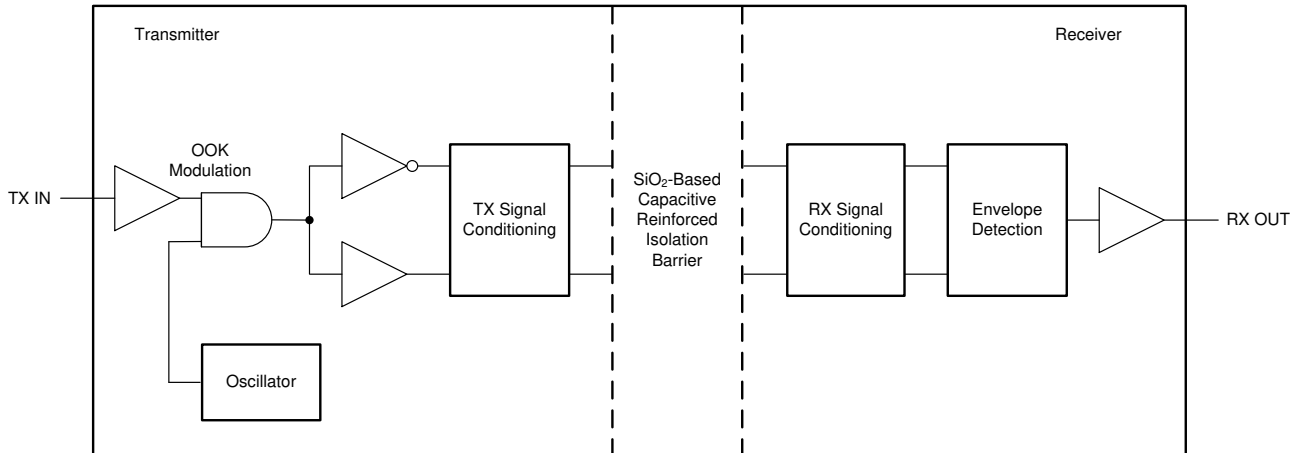 Transmitter
Receiver
OOK
Modulation
TX IN
TX Signal
Conditioning
SiO₂-Based
Capacitive
Reinforced
Isolation
Barrier
RX Signal
Conditioning
Envelope
Detection
RX OUT
Oscillator